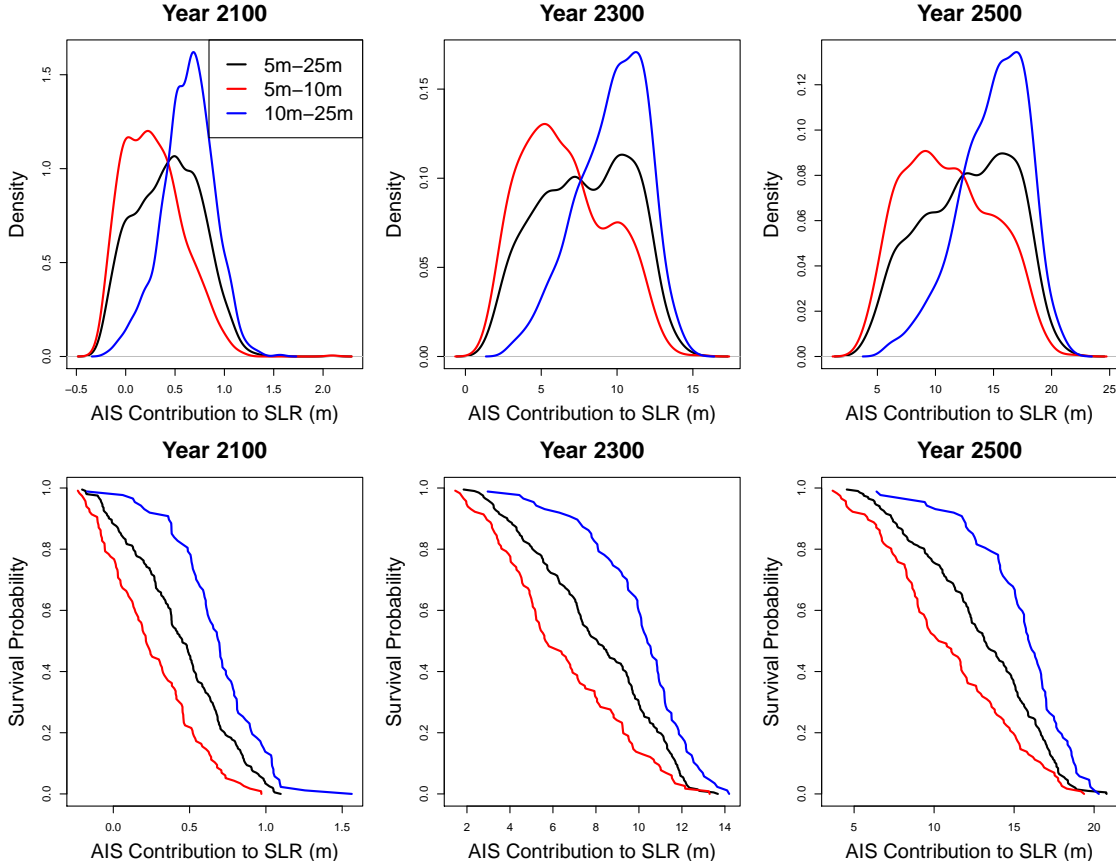 Year 2100
Year 2300
Year 2500
Density
0.0 0.5 1.0 1.5
−0.5 0.0 0.5 1.0 1.5 2.0
AIS Contribution to SLR (m)
5m−25m
5m−10m
10m−25m
Density
0.00 0.05 0.10 0.15
0 5 10 15
AIS Contribution to SLR (m)
Density
0.00 0.02 0.04 0.06 0.08 0.10 0.12
5 10 15 20 25
AIS Contribution to SLR (m)
Year 2100
Year 2300
Year 2500
Survival Probability
0.0 0.2 0.4 0.6 0.8 1.0
0.0 0.5 1.0 1.5
AIS Contribution to SLR (m)
Survival Probability
0.0 0.2 0.4 0.6 0.8 1.0
2 4 6 8 10 12 14
AIS Contribution to SLR (m)
Survival Probability
0.0 0.2 0.4 0.6 0.8 1.0
5 10 15 20
AIS Contribution to SLR (m)